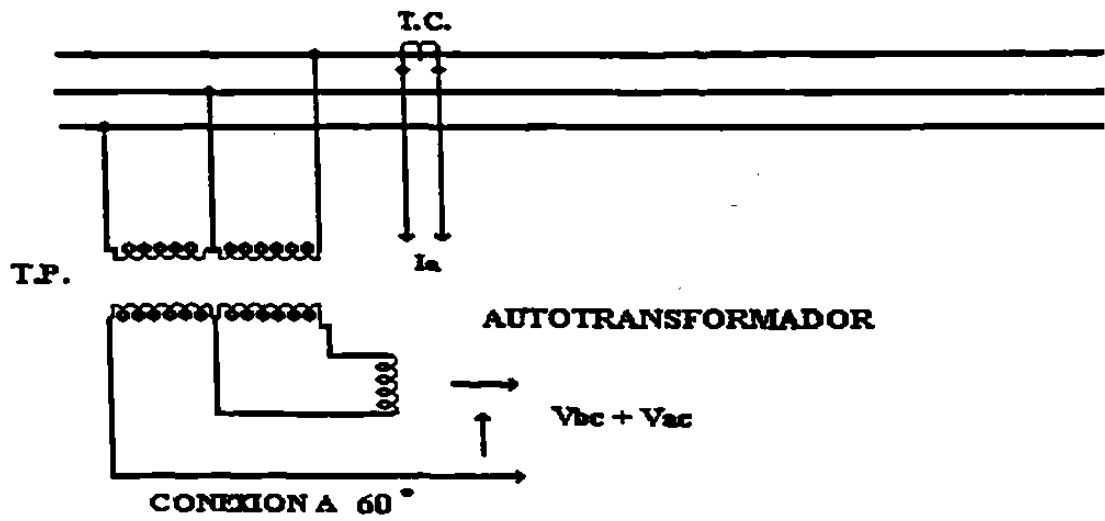 T.C.
Ia
T.P.
AUTOTRANSFORMADOR
Vbc + Vac
CONEXION A 60°